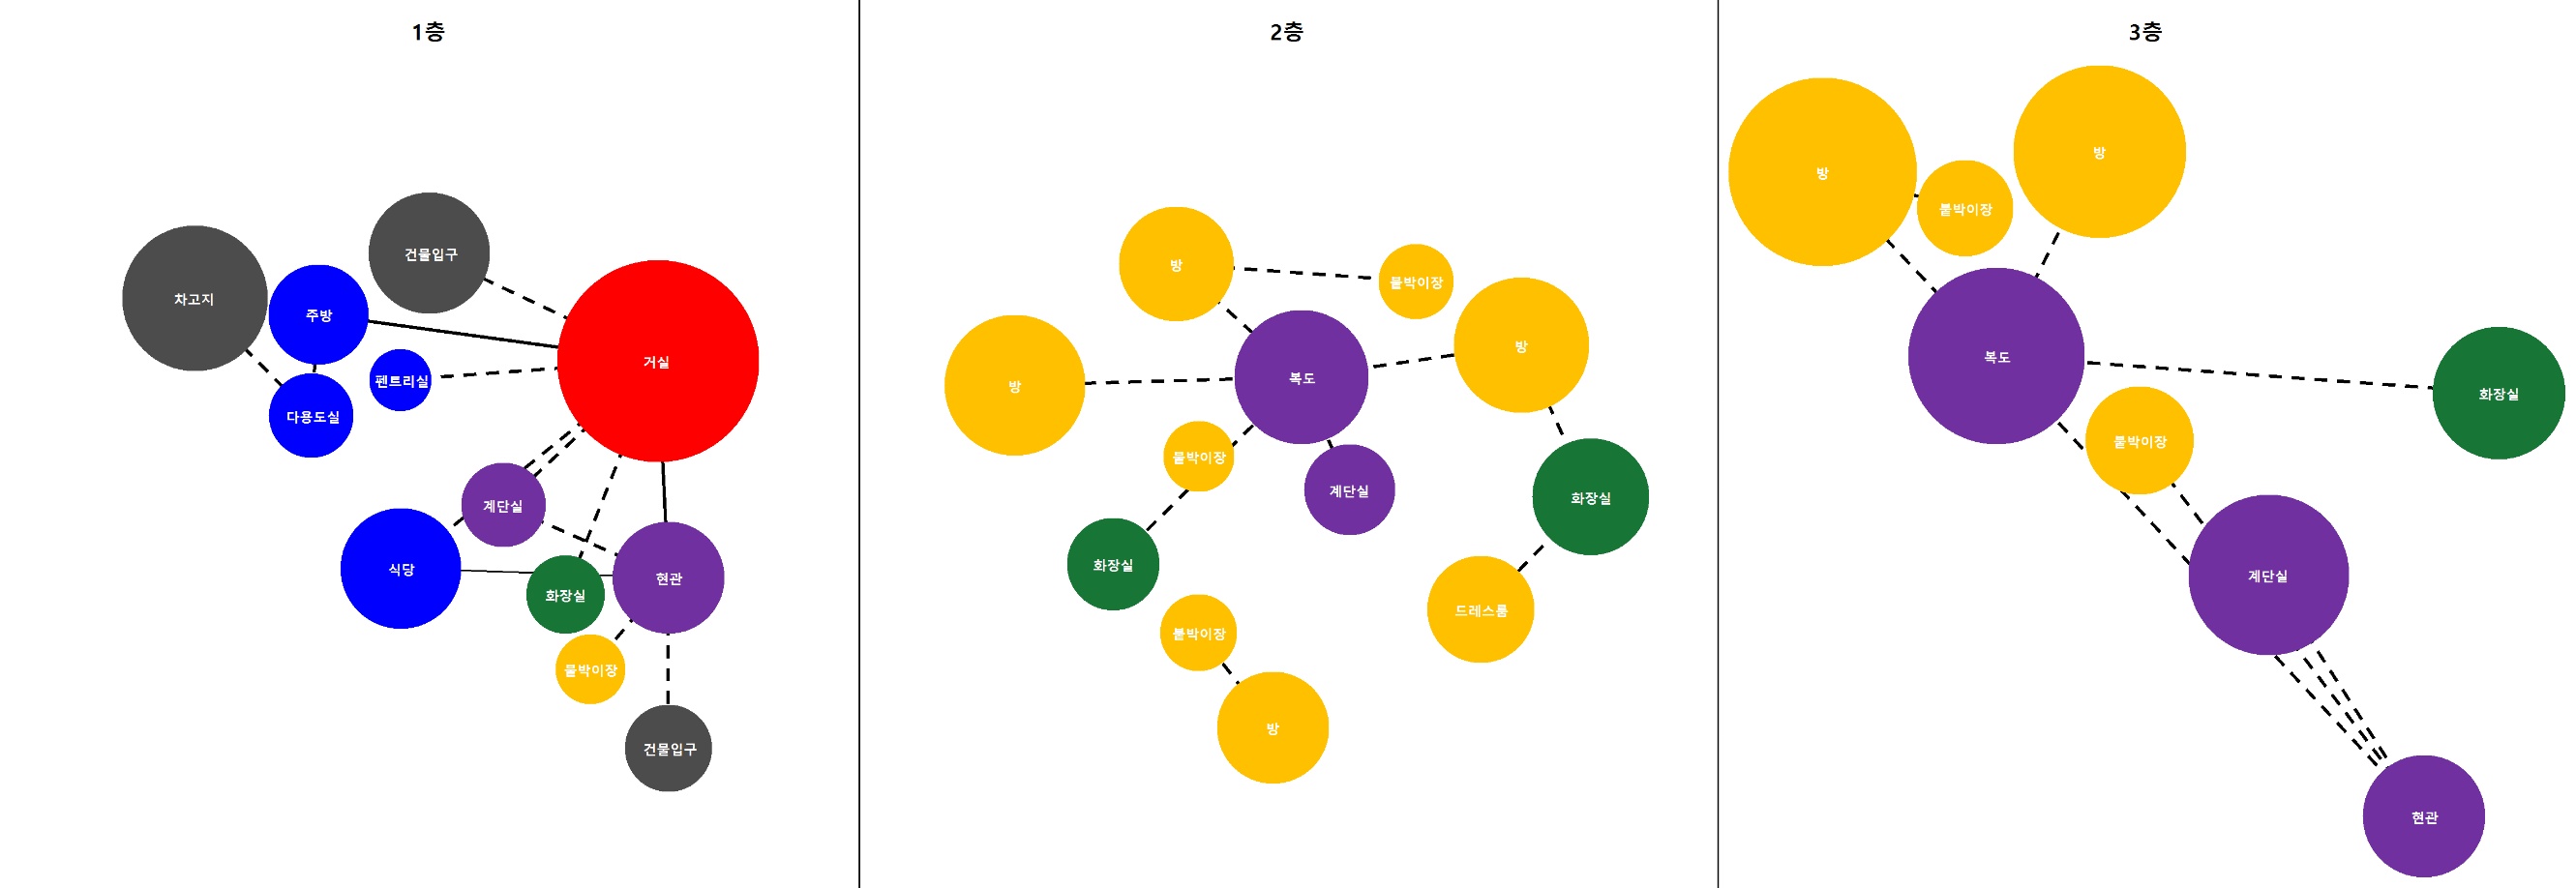 1층
건물입구
차고지
주방
거실
펜트리실
다용도실
계단실
식당
화장실
현관
붙박이장
건물입구
2층
방
붙박이장
방
방
복도
붙박이장
계단실
화장실
화장실
드레스룸
붙박이장
방
3층
방
방
붙박이장
복도
화장실
붙박이장
계단실
현관